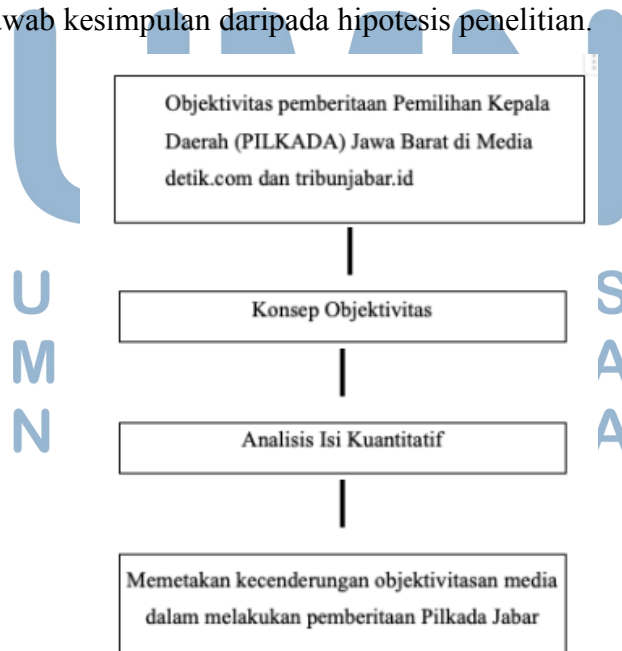 wab kesimpulan daripada hipotesis penelitian.
Objektivitas pemberitaan Pemilihan Kepala
Daerah (PILKADA) Jawa Barat di Media
detik.com dan tribunjabar.id
Konsep Objektivitas
Analisis Isi Kuantitatif
Memetakan kecenderungan objektivitasan media
dalam melakukan pemberitaan Pilkada Jabar
U
M
N
S
A
A